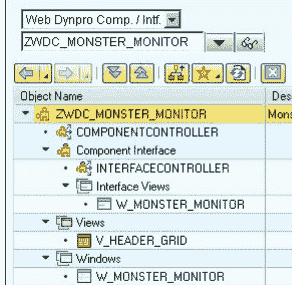 Web Dynpro Comp. / Intf.
ZWDC_MONSTER_MONITOR
Object Name Des
ZWDC_MONSTER_MONITOR Mons
COMPONENTCONTROLLER
Component Interface
INTERFACECONTROLLER
Interface Views
W_MONSTER_MONITOR
Views
V_HEADER_GRID
Windows
W_MONSTER_MONITOR